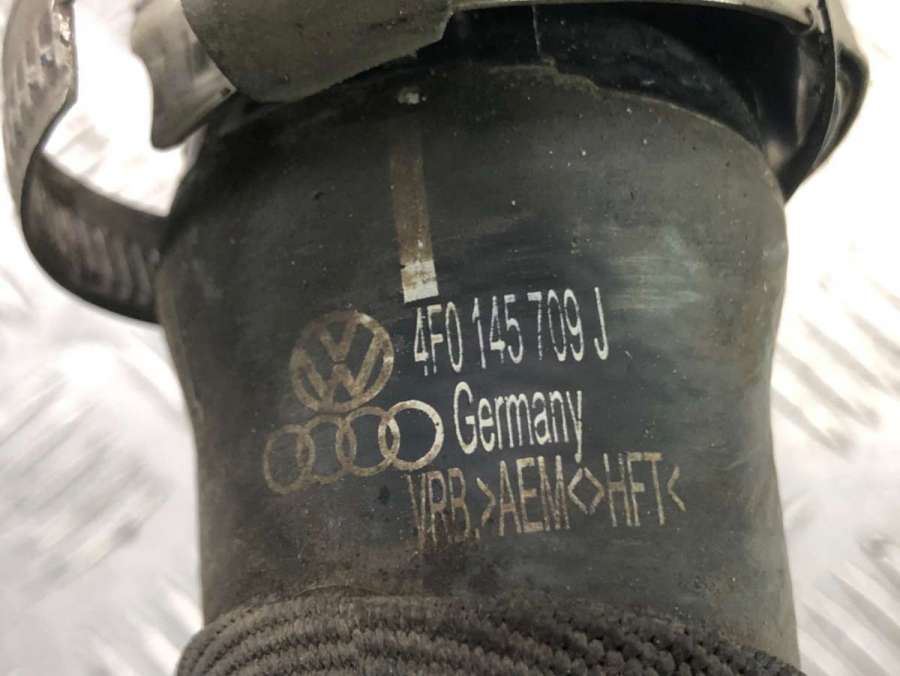 4F0 145 709 J
Germany
VRB.>AEM<>HFT<